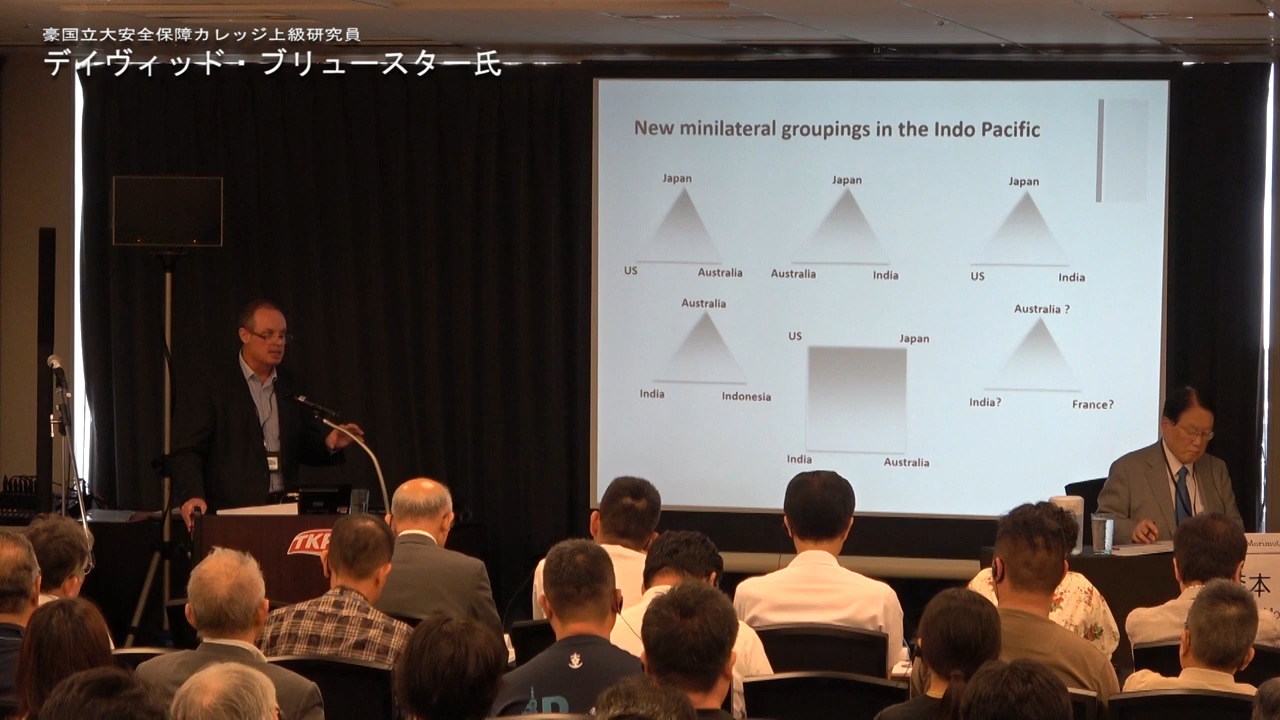 豪国立大安全保障カレッジ上級研究員
デイヴィッド・ブリュースター氏
New minilateral groupings in the Indo Pacific
Japan
Japan
Japan
US
Australia
Australia
India
US
India
Australia
US
Japan
Australia ?
India
Indonesia
India?
France?
India
Australia
TKP
本